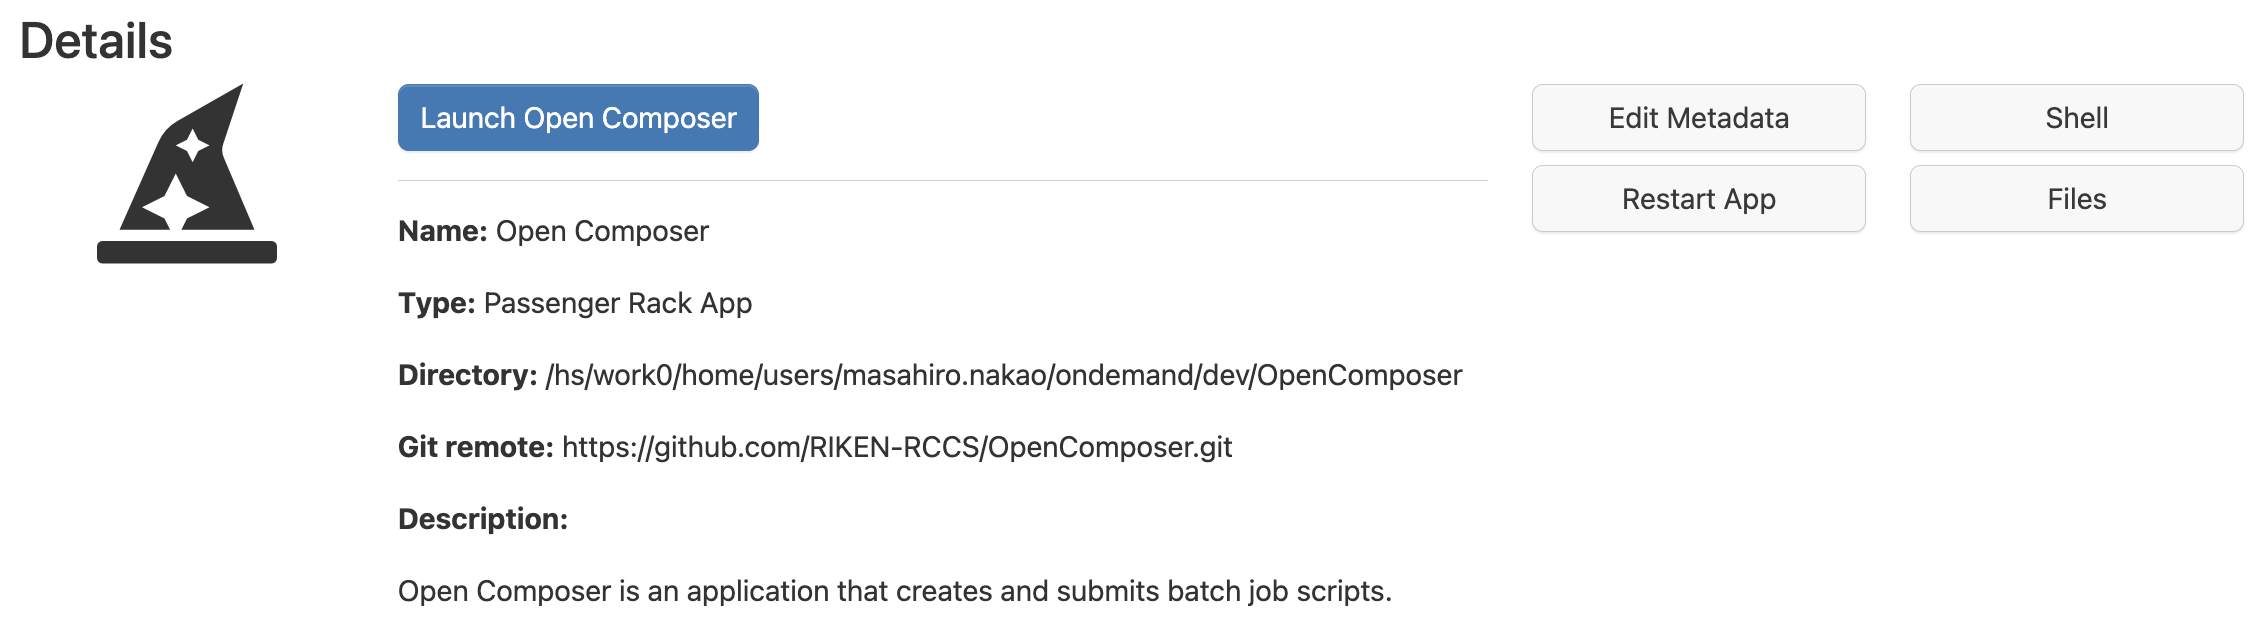 Details
Launch Open Composer
Edit Metadata
Shell
Restart App
Files
Name: Open Composer
Type: Passenger Rack App
Directory: /hs/work0/home/users/masahiro.nakao/ondemand/dev/OpenComposer
Git remote: https://github.com/RIKEN-RCCS/OpenComposer.git
Description:
Open Composer is an application that creates and submits batch job scripts.